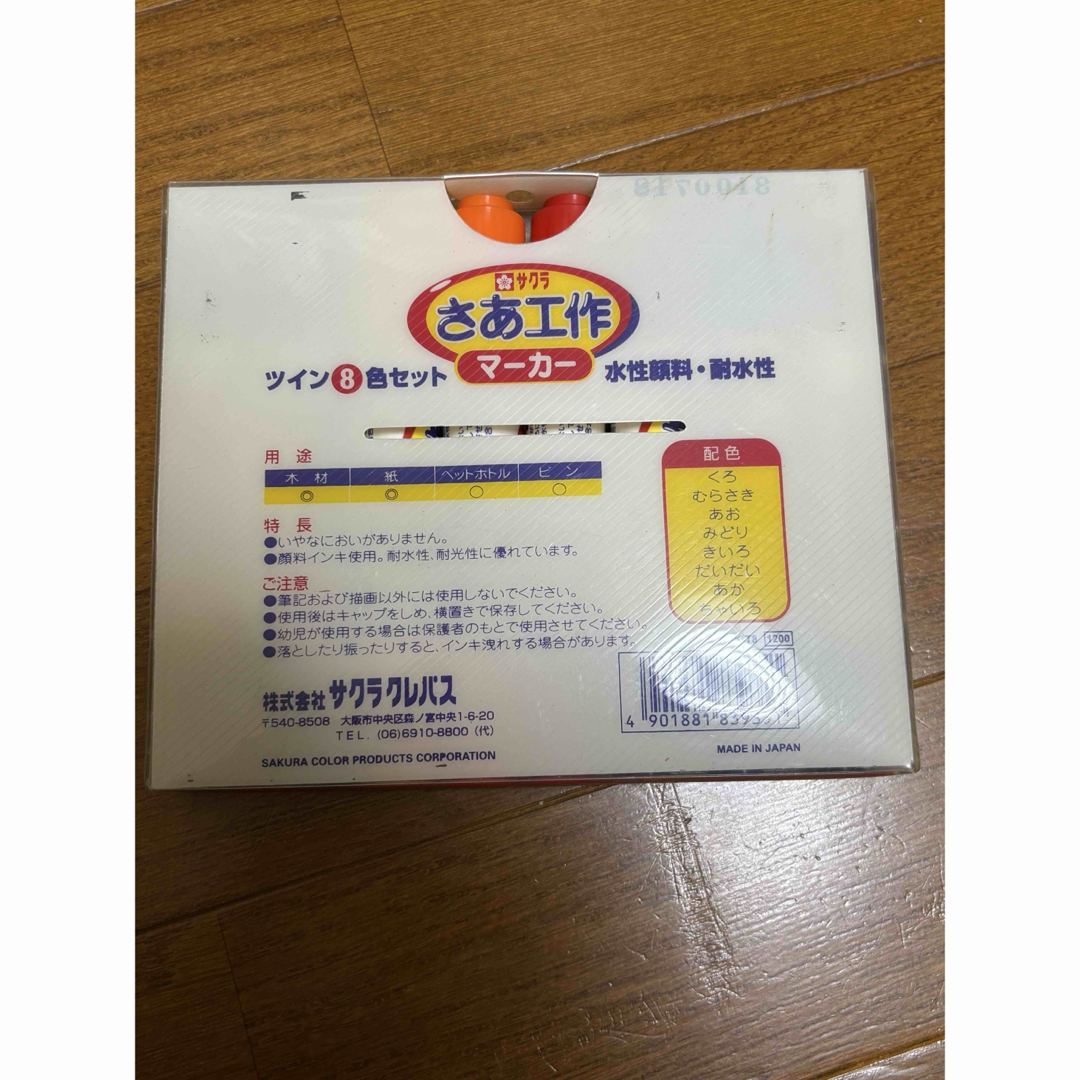 サクラ
さあ工作
マーカー
ツイン8色セット
水性顔料・耐水性
用途
木材 紙 ペットボトル ビン
◎ ◎ ○ ○
特長
●いやなにおいがありません。
●顔料インキ使用。耐水性、耐光性に優れています。
ご注意
●筆記および描画以外には使用しないでください。
●使用後はキャップをしめ、横置きで保存してください。
●幼児が使用する場合は保護者のもとで使用させてください。
●落としたり振ったりすると、インキ洩れする場合があります。
配色
くろ
むらさき
あお
みどり
きいろ
だいだい
あか
ちゃいろ
株式会社 サクラクレパス
〒540-8508 大阪市中央区森ノ宮中央1-6-20
TEL. (06)6910-8800 (代)
SAKURA COLOR PRODUCTS CORPORATION
1200
4 901881
MADE IN JAPAN